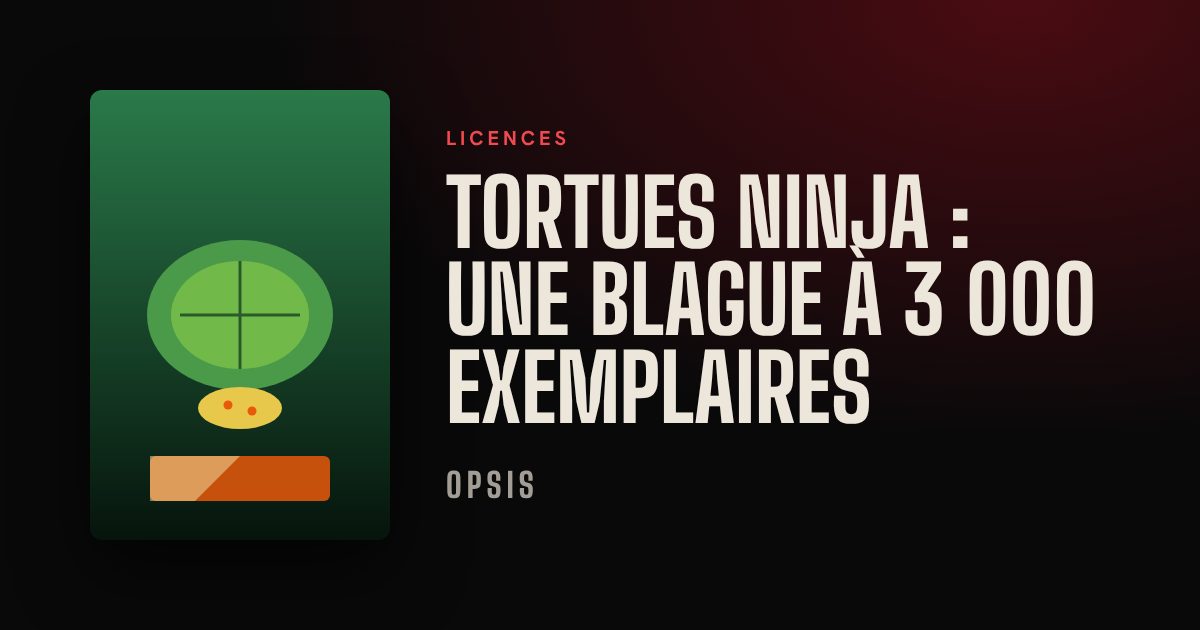 LICENCES
TORTUES NINJA :
UNE BLAGUE À 3 000
EXEMPLAIRES
OPSIS